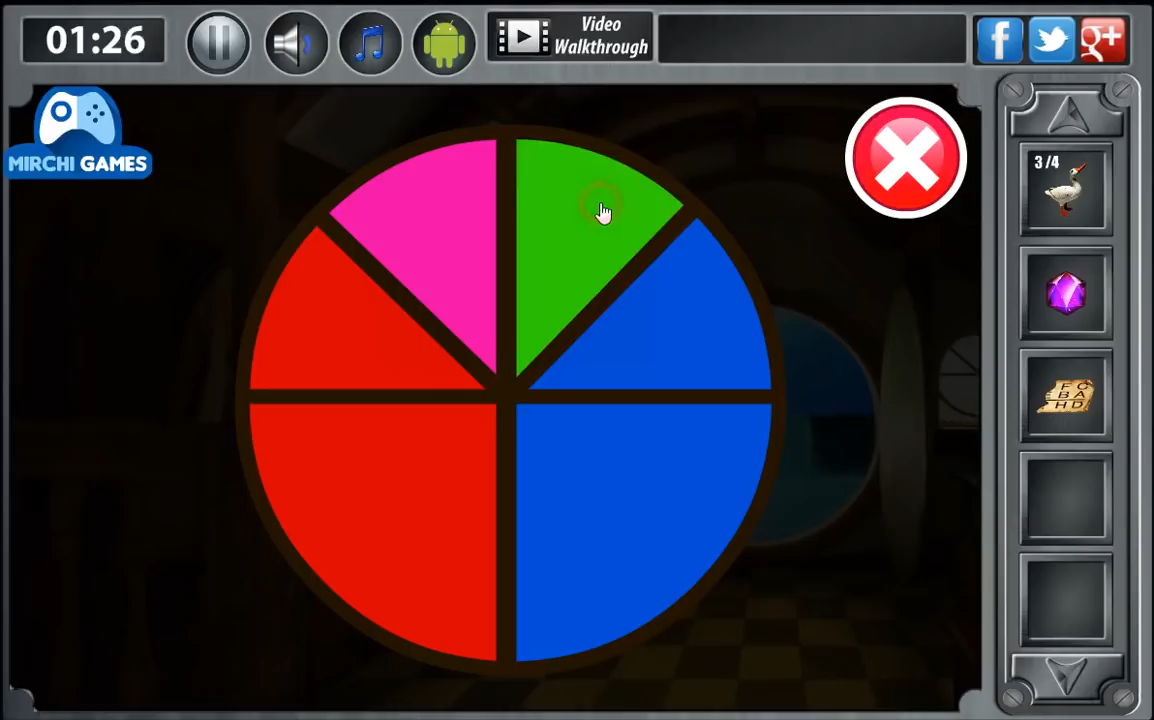 01:26
Video
Walkthrough
f
g+
MIRCHI GAMES
3/4
E C
B A
H D